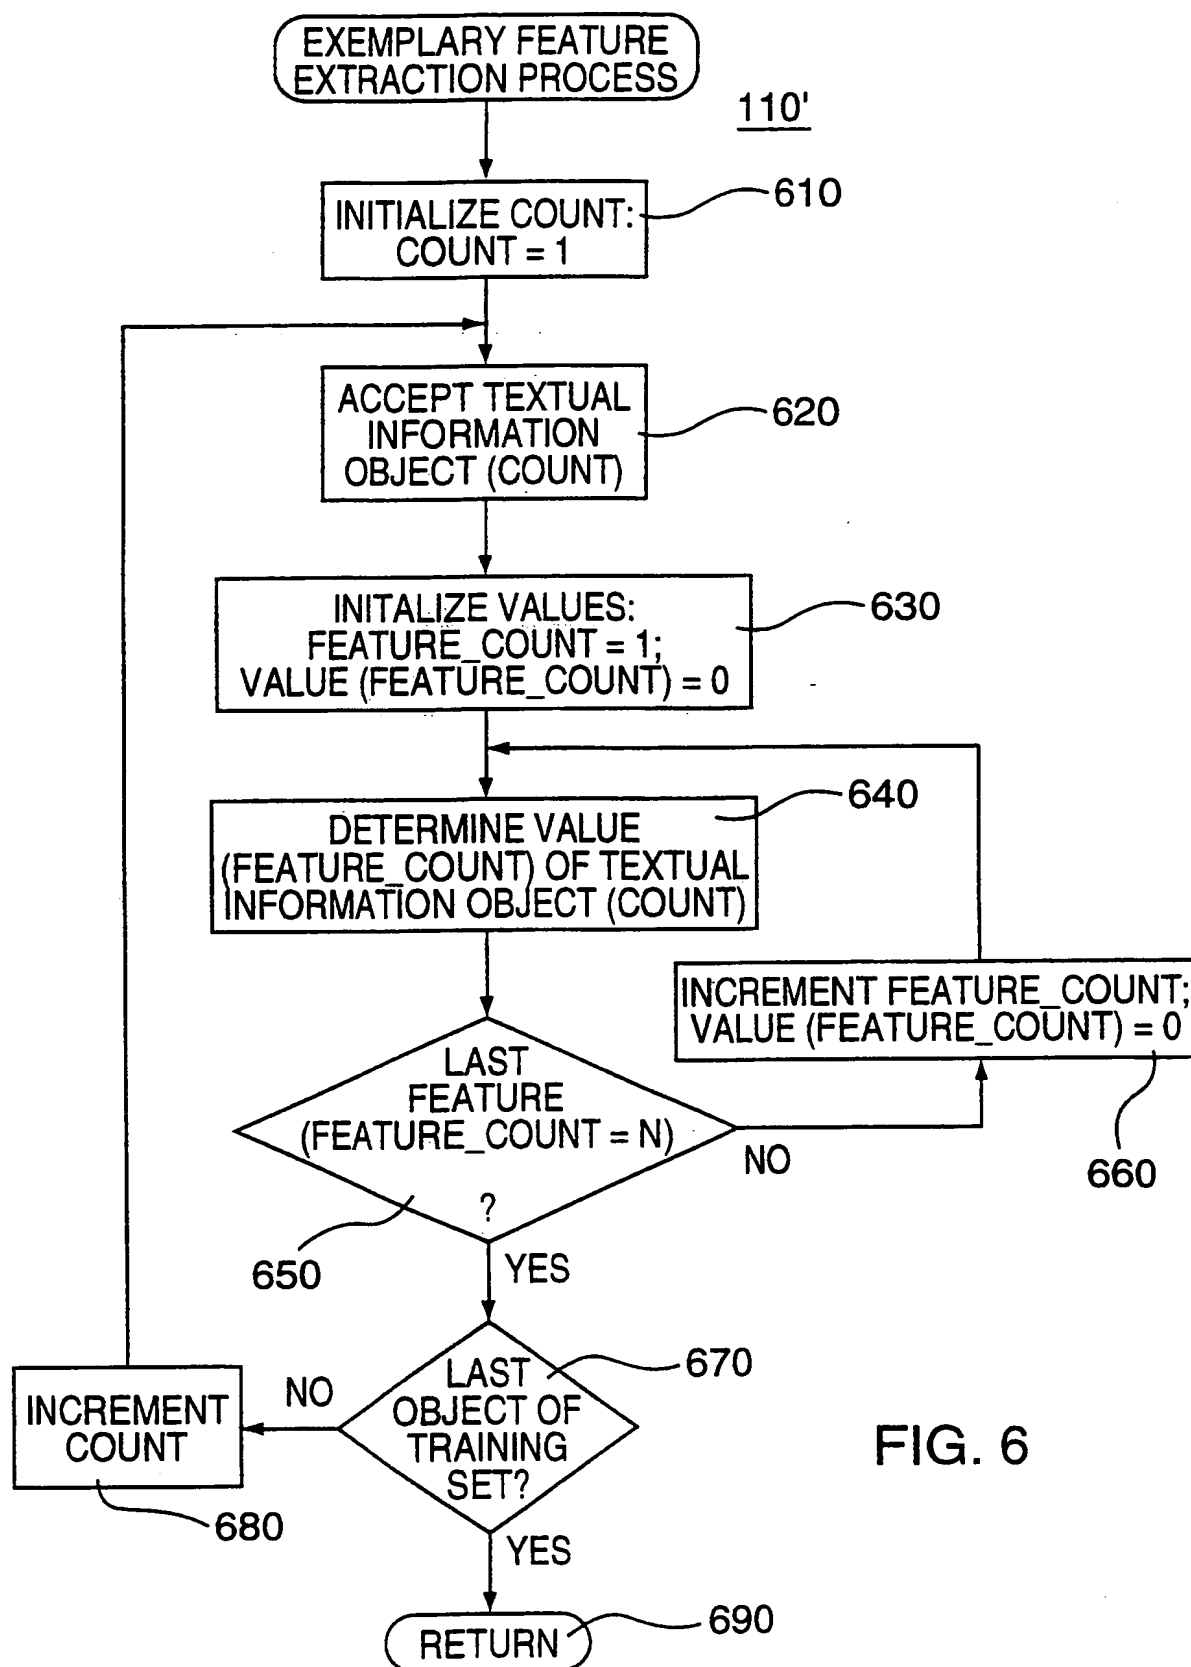 EXEMPLARY FEATURE
EXTRACTION PROCESS
110'
INITIALIZE COUNT:
COUNT = 1
610
ACCEPT TEXTUAL
INFORMATION
OBJECT (COUNT)
620
INITALIZE VALUES:
FEATURE_COUNT = 1;
VALUE (FEATURE_COUNT) = 0
630
DETERMINE VALUE
(FEATURE_COUNT) OF TEXTUAL
INFORMATION OBJECT (COUNT)
640
INCREMENT FEATURE_COUNT;
VALUE (FEATURE_COUNT) = 0
660
LAST
FEATURE
(FEATURE_COUNT = N)
?
NO
650
YES
LAST
OBJECT OF
TRAINING
SET?
670
NO
INCREMENT
COUNT
680
YES
RETURN
690
FIG. 6